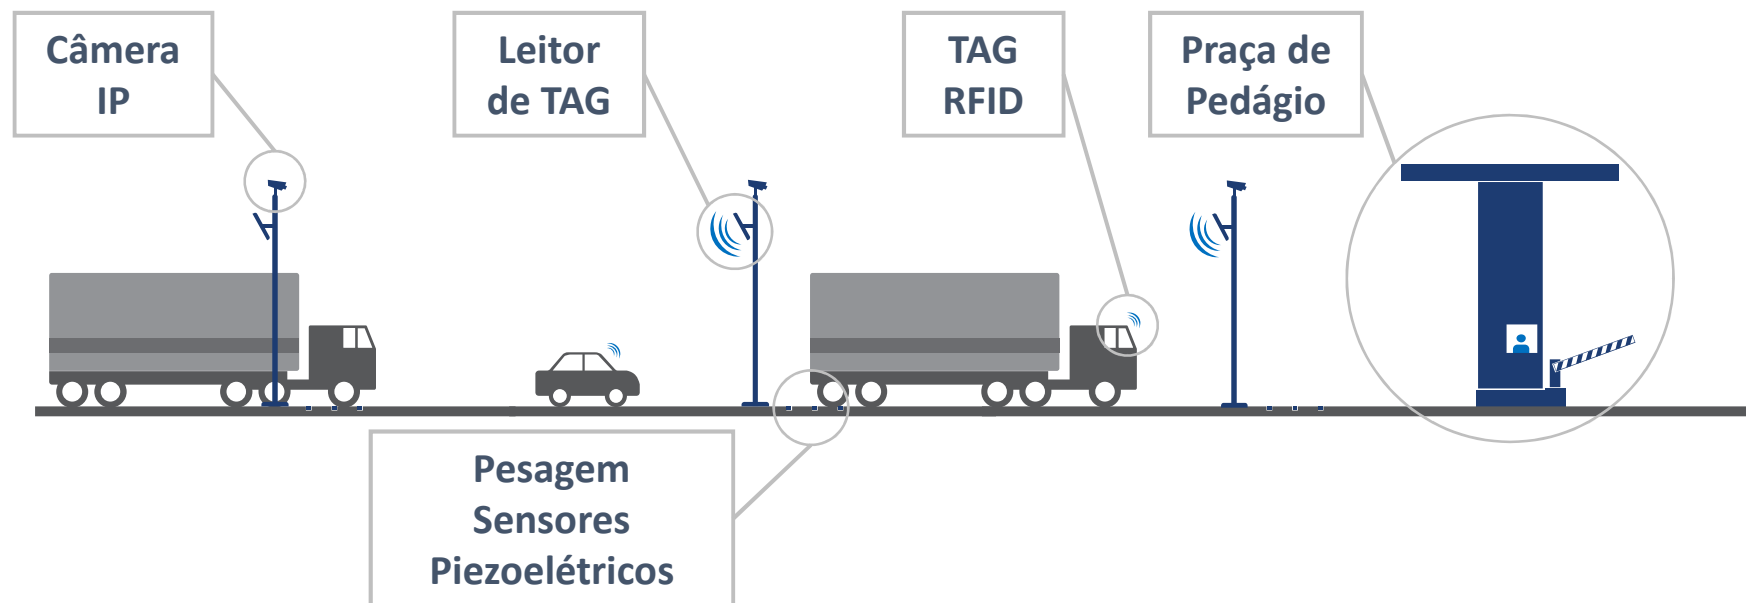 Câmera
IP
Leitor
de TAG
TAG
RFID
Praça de
Pedágio
Pesagem
Sensores
Piezoelétricos